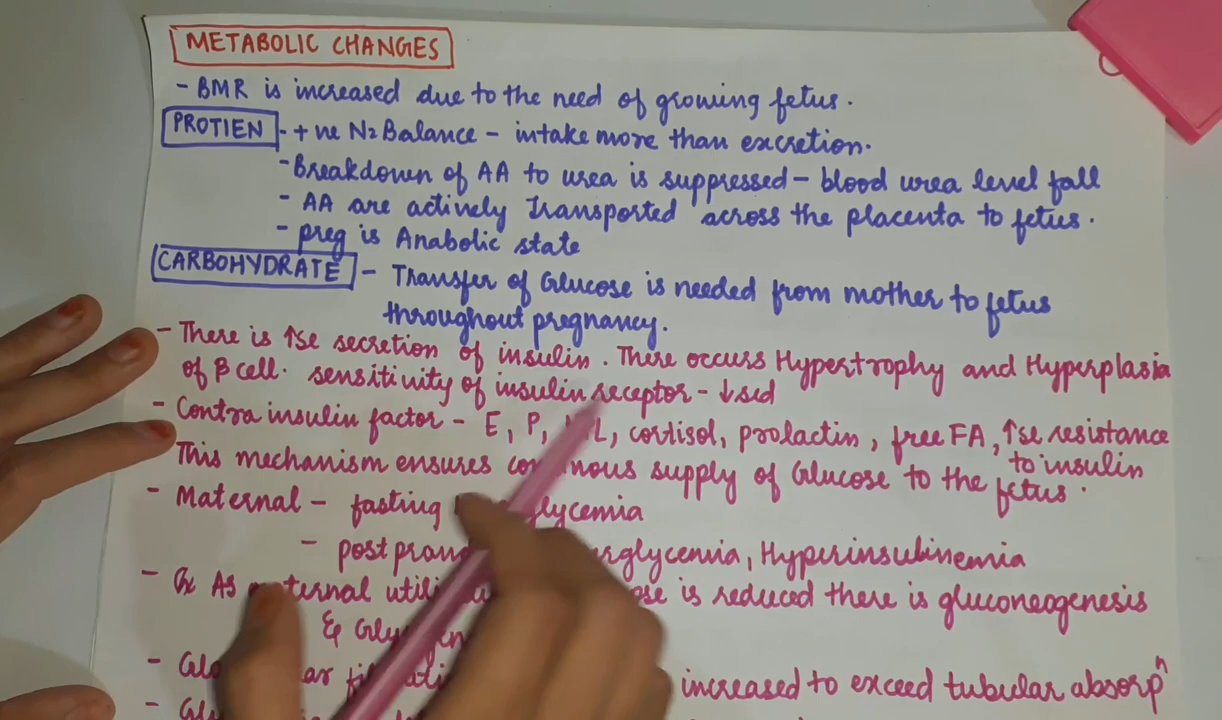 METABOLIC CHANGES
- BMR is increased due to the need of growing fetus.
PROTIEN - +ve N2 Balance - intake more than excretion.
- Breakdown of AA to urea is suppressed - blood urea level fall
- AA are actively transported across the placenta to fetus.
- preg is Anabolic state
CARBOHYDRATE - Transfer of Glucose is needed from mother to fetus
throughout pregnancy.
- There is ↑se secretion of insulin. There occurs Hypertrophy and Hyperplasia
of β cell. sensitivity of insulin receptor - ↓sed
- Contra insulin factor - E, P, L, cortisol, prolactin, free FA, ↑se resistance
to insulin
This mechanism ensures supply of Glucose to the fetus.
- Maternal - fasting glycemia
- post glycemia, Hyperinsulinemia
- As is reduced there is gluconeogenesis
&
- increased to exceed tubular absorpn